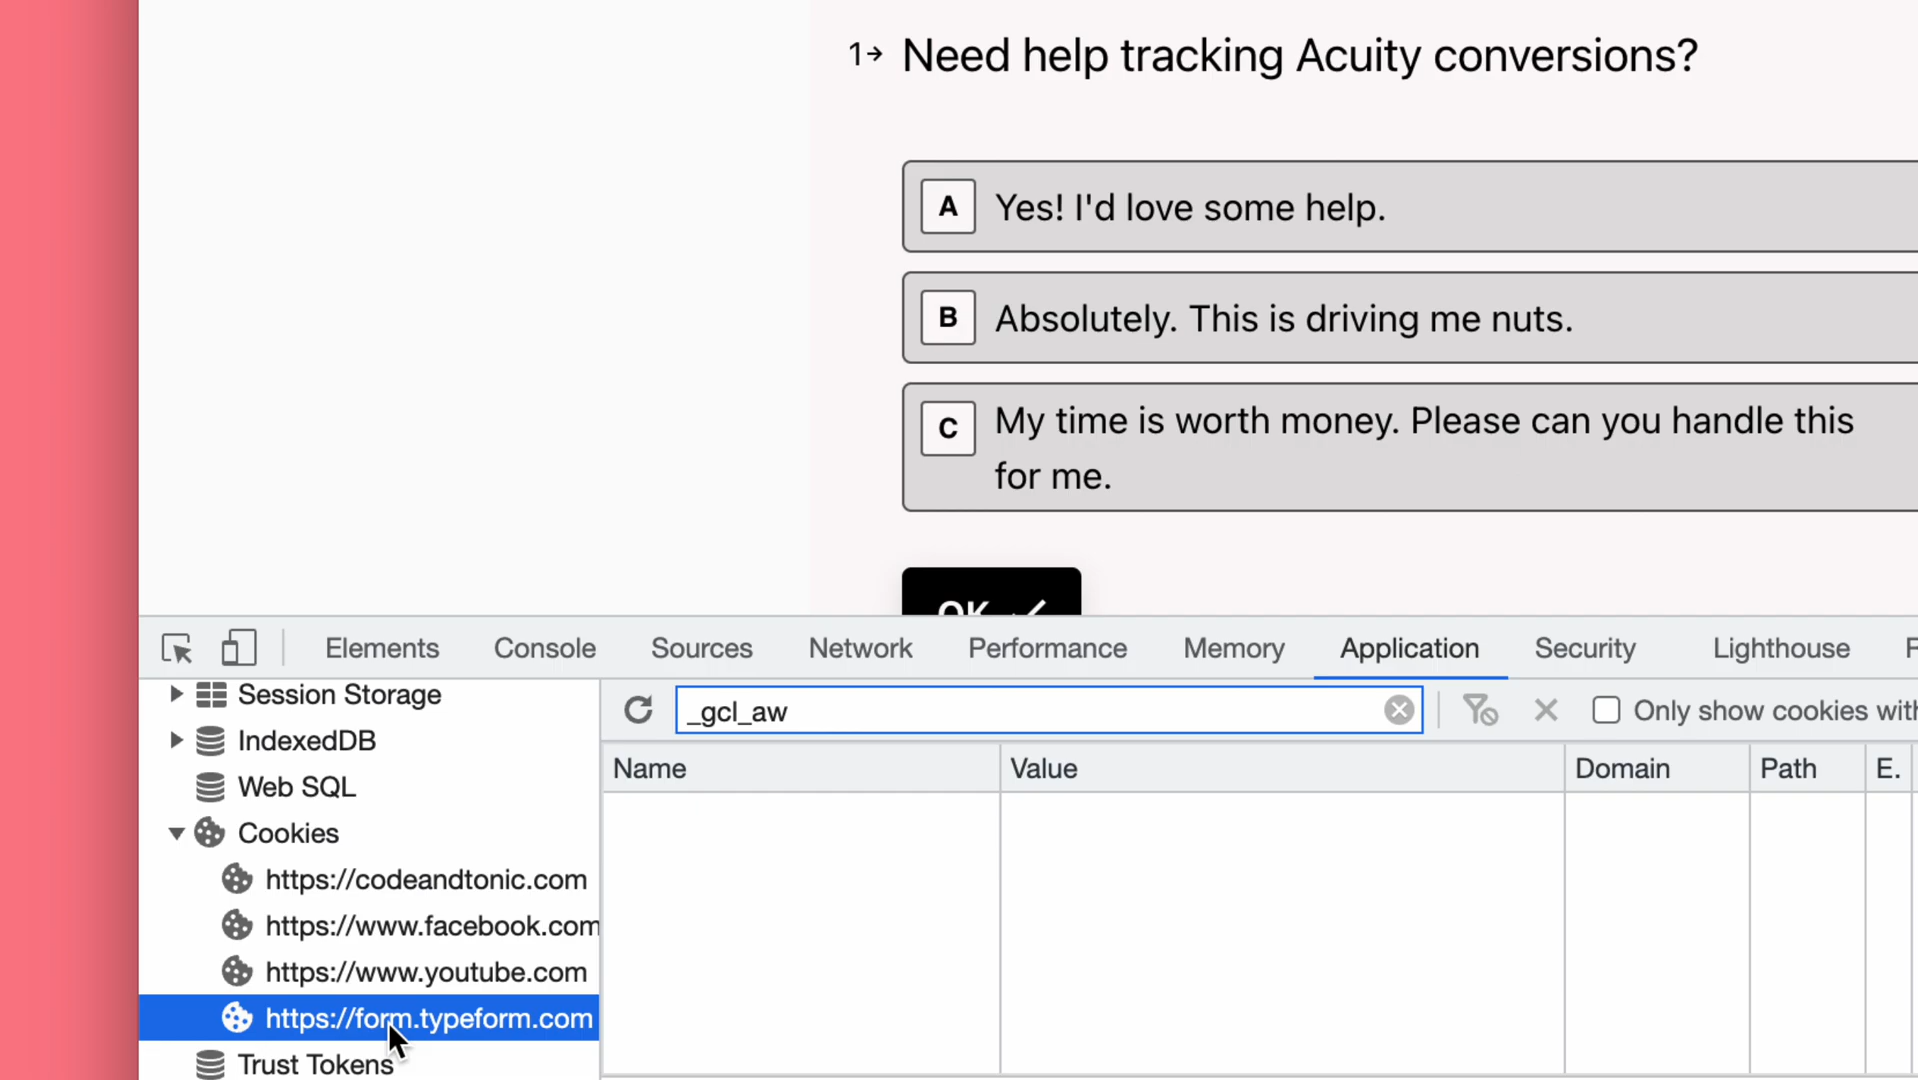 1→ Need help tracking Acuity conversions?
A Yes! I'd love some help.
B Absolutely. This is driving me nuts.
C My time is worth money. Please can you handle this
for me.
OK ✓
Elements Console Sources Network Performance Memory Application Security Lighthouse
Session Storage
IndexedDB
Web SQL
Cookies
https://codeandtonic.com
https://www.facebook.com
https://www.youtube.com
https://form.typeform.com
Trust Tokens
_gcl_aw
Only show cookies with
Name Value Domain Path E.